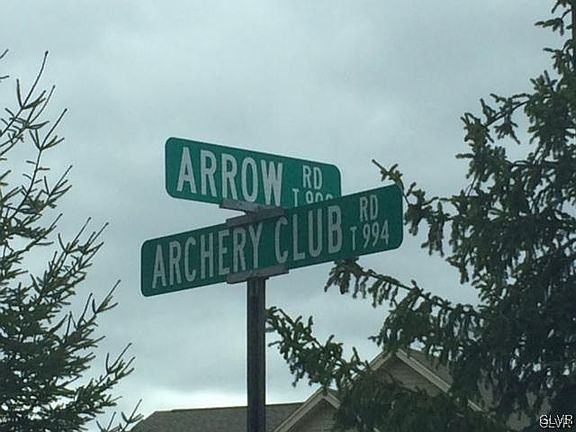 ARROW RD
ARCHERY CLUB RD
T 994
GLVR